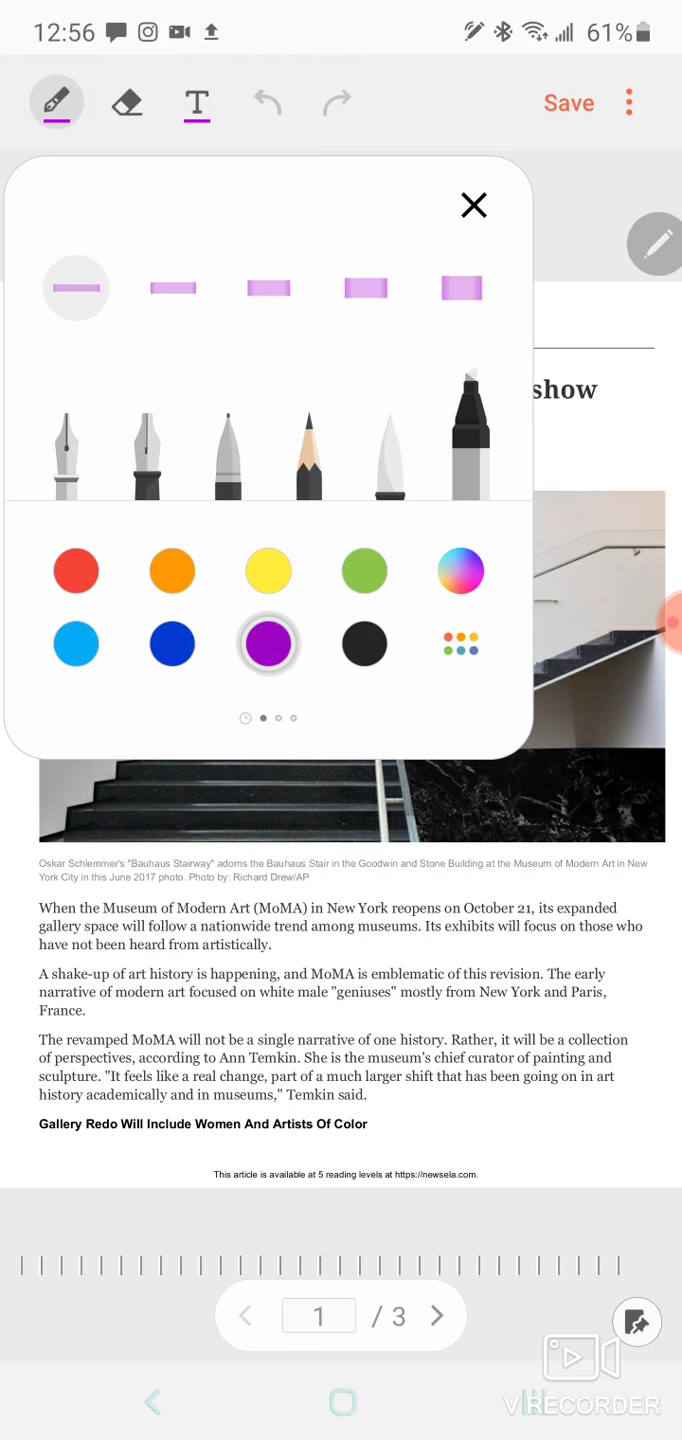 12:56
61%
T
Save
show
Oskar Schlemmer's "Bauhaus Stairway" adorns the Bauhaus Stair in the Goodwin and Stone Building at the Museum of Modern Art in New
York City in this June 2017 photo. Photo by: Richard Drew/AP
When the Museum of Modern Art (MoMA) in New York reopens on October 21, its expanded
gallery space will follow a nationwide trend among museums. Its exhibits will focus on those who
have not been heard from artistically.
A shake-up of art history is happening, and MoMA is emblematic of this revision. The early
narrative of modern art focused on white male "geniuses" mostly from New York and Paris,
France.
The revamped MoMA will not be a single narrative of one history. Rather, it will be a collection
of perspectives, according to Ann Temkin. She is the museum's chief curator of painting and
sculpture. "It feels like a real change, part of a much larger shift that has been going on in art
history academically and in museums," Temkin said.
Gallery Redo Will Include Women And Artists Of Color
This article is available at 5 reading levels at https://newsela.com.
1 / 3
V RECORDER